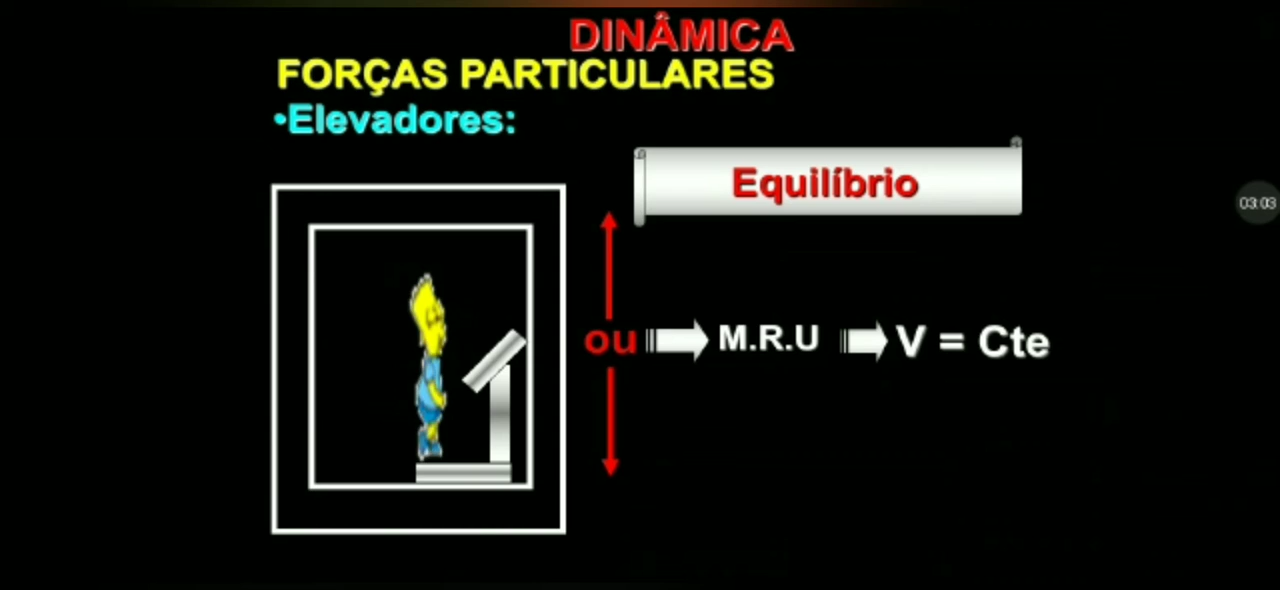 DINÂMICA
FORÇAS PARTICULARES
•Elevadores:
Equilíbrio
03:03
ou M.R.U V = Cte